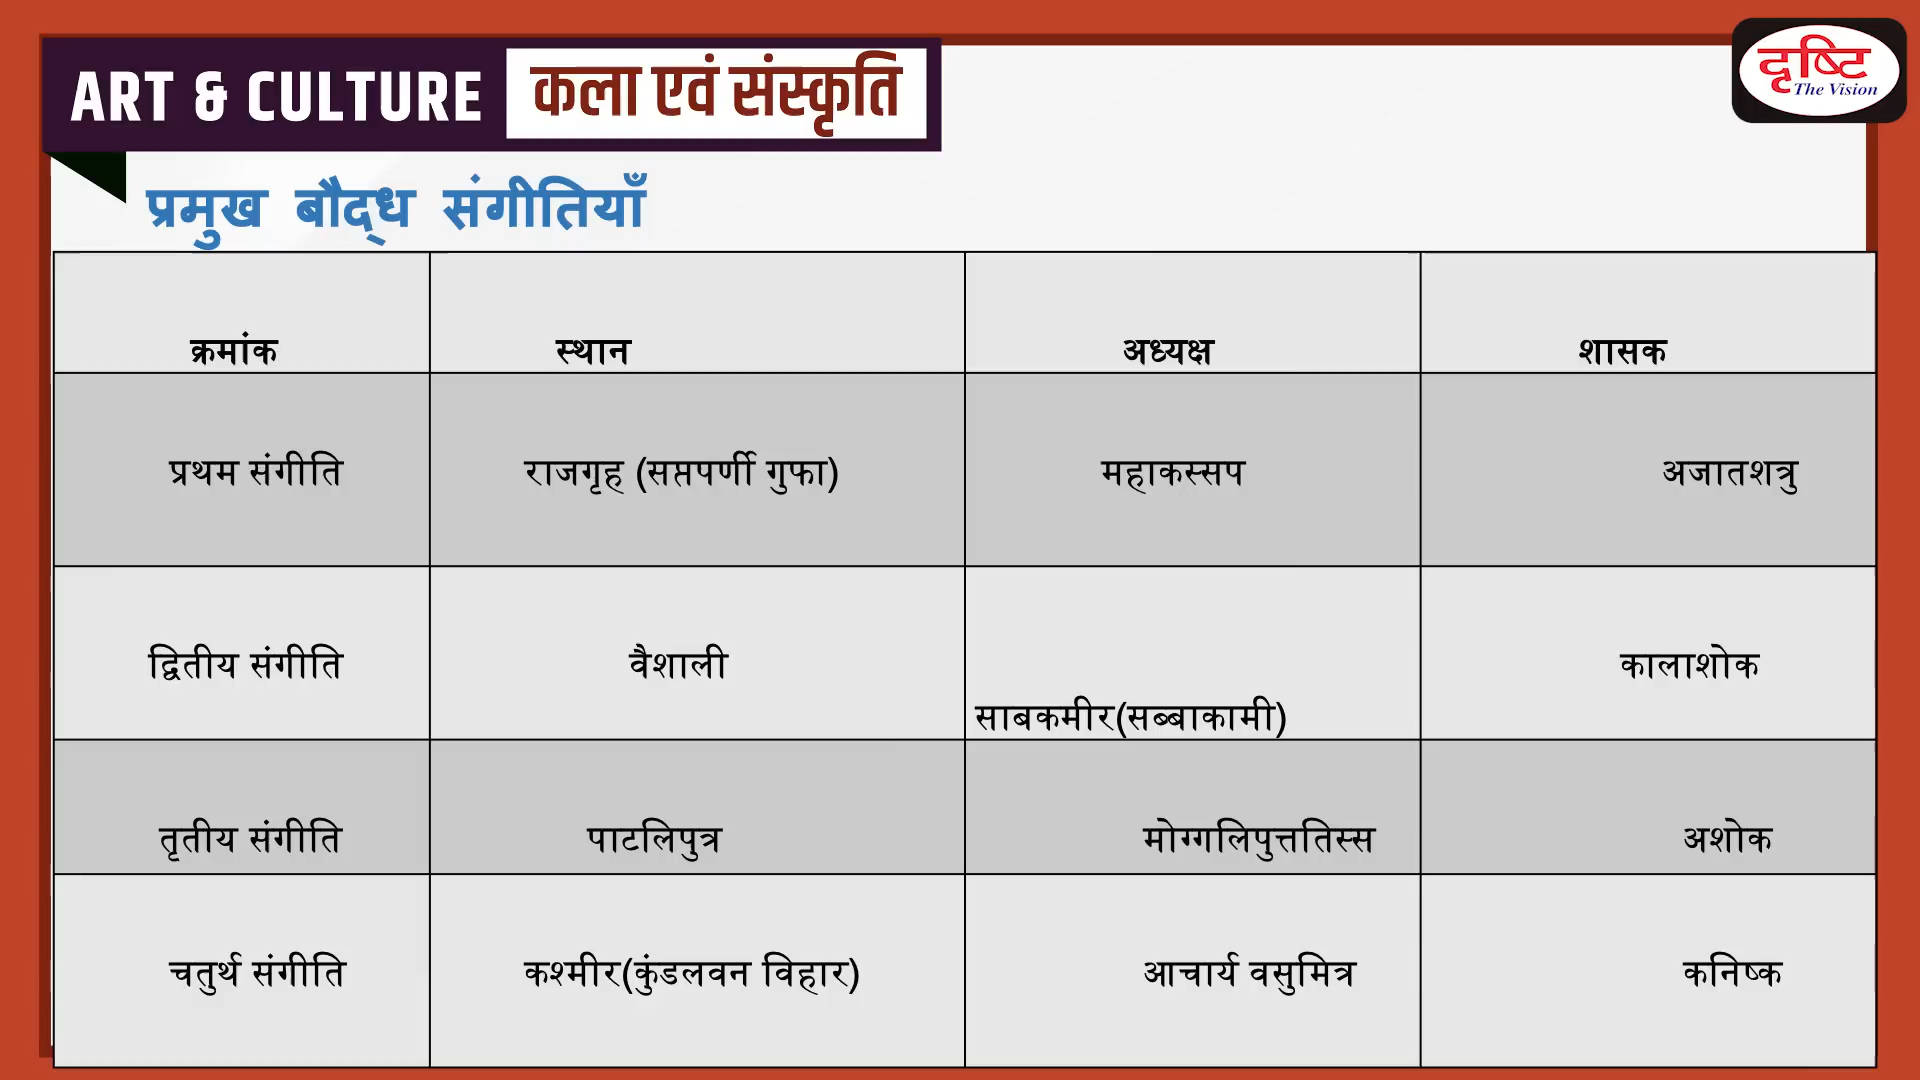 ART & CULTURE कला एवं संस्कृति
दृष्टि
The Vision
प्रमुख बौद्ध संगीतियाँ
क्रमांक स्थान अध्यक्ष शासक
प्रथम संगीति राजगृह (सप्तपर्णी गुफा) महाकस्सप अजातशत्रु
द्वितीय संगीति वैशाली साबकमीर(सब्बाकामी) कालाशोक
तृतीय संगीति पाटलिपुत्र मोग्गलिपुत्ततिस्स अशोक
चतुर्थ संगीति कश्मीर(कुंडलवन विहार) आचार्य वसुमित्र कनिष्क